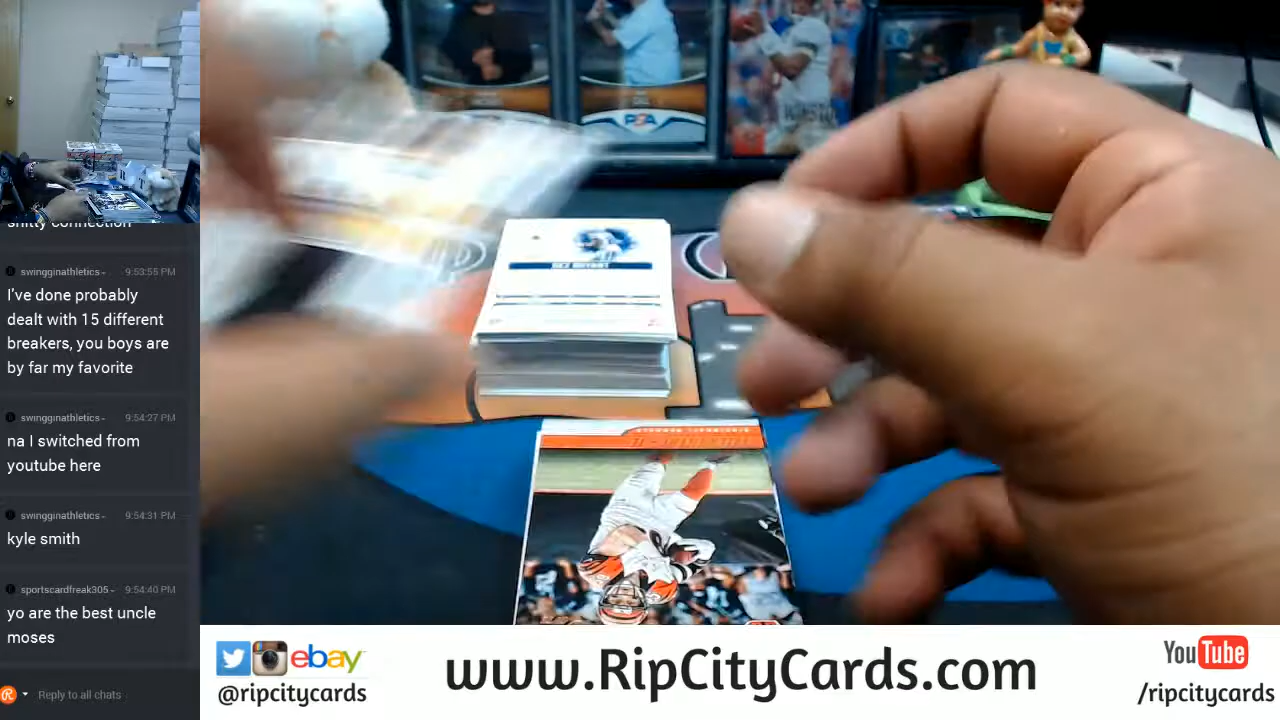 shitty connection
swingginathletics-  9:53:55 PM
I've done probably
dealt with 15 different
breakers, you boys are
by far my favorite
swingginathletics-  9:54:27 PM
na I switched from
youtube here
swingginathletics-  9:54:31 PM
kyle smith
sportscardfreak305-  9:54:40 PM
yo are the best uncle
moses
Reply to all chats
PSA
DEZ BRYANT
ebay
@ripcitycards
www.RipCityCards.com
YouTube
/ripcitycards